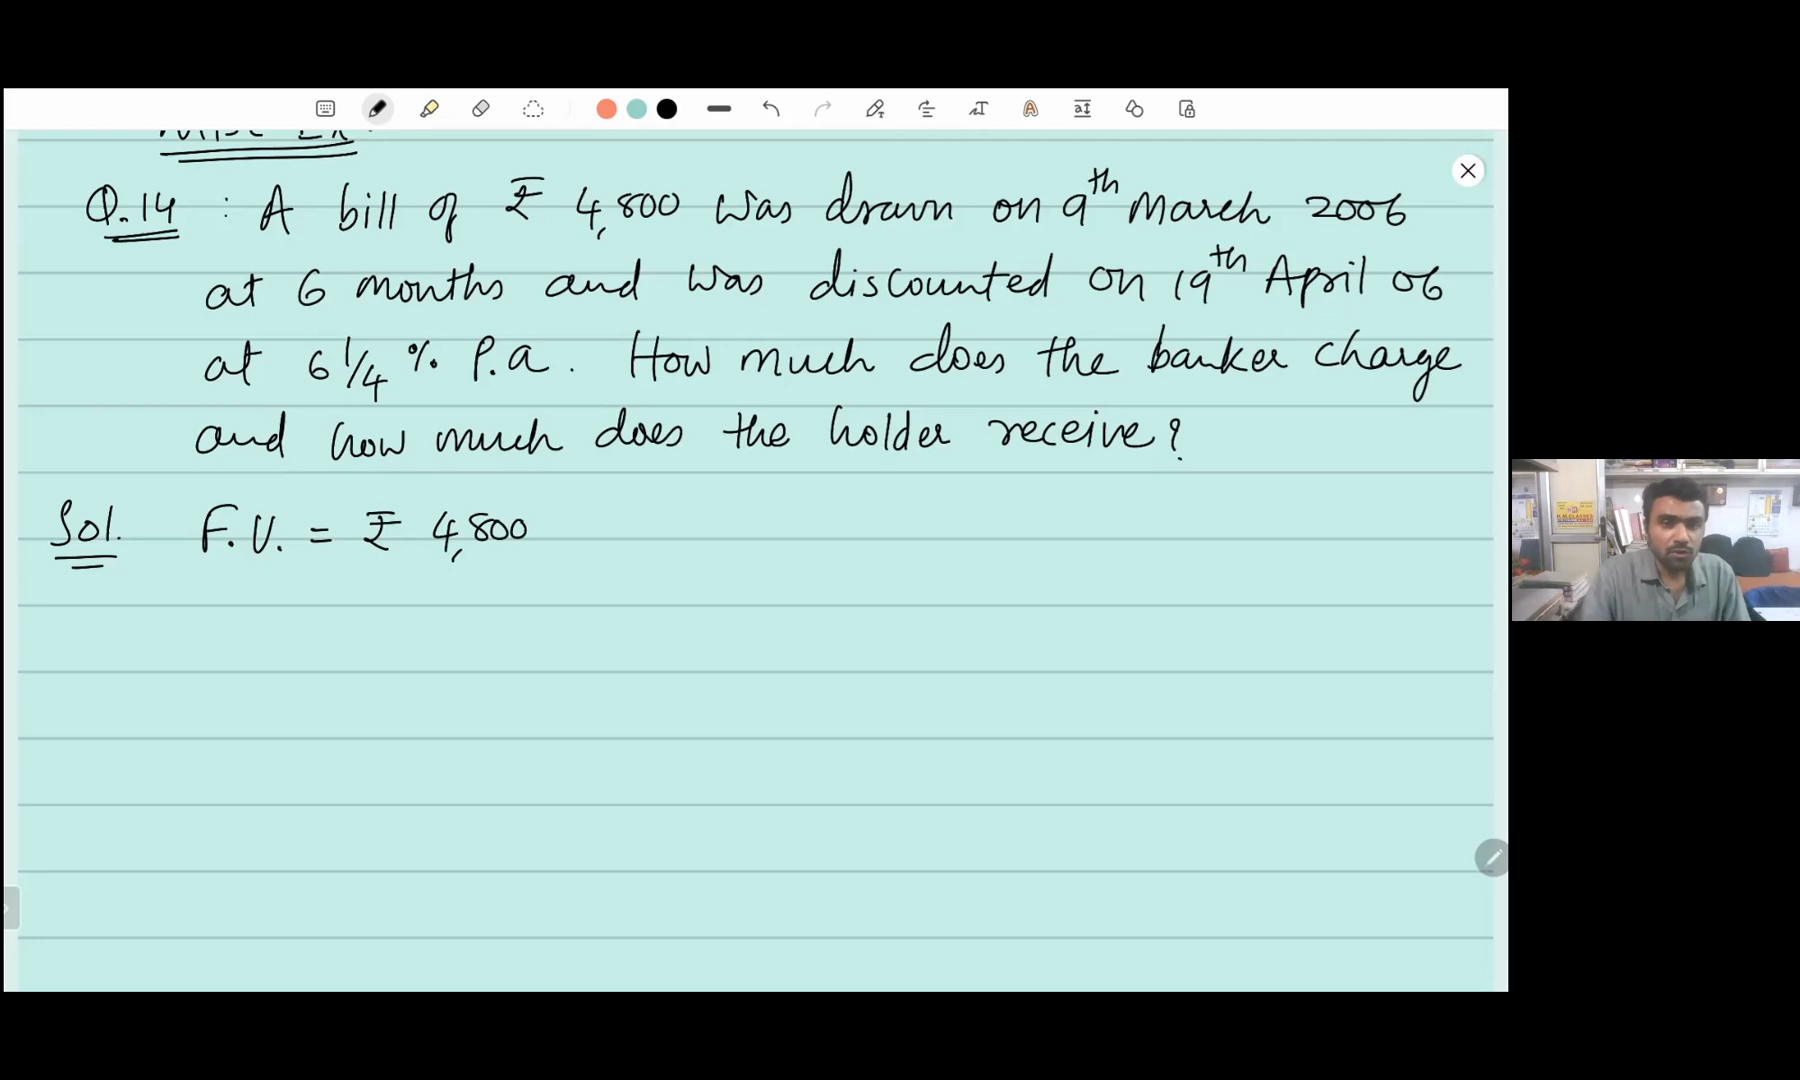 Q.14 : A bill of ₹ 4,800 was drawn on 9th March 2006
at 6 months and was discounted on 19th April 06
at 6 1/4 % P.a. How much does the banker charge
and how much does the holder receive?
Sol. F.V. = ₹ 4,800